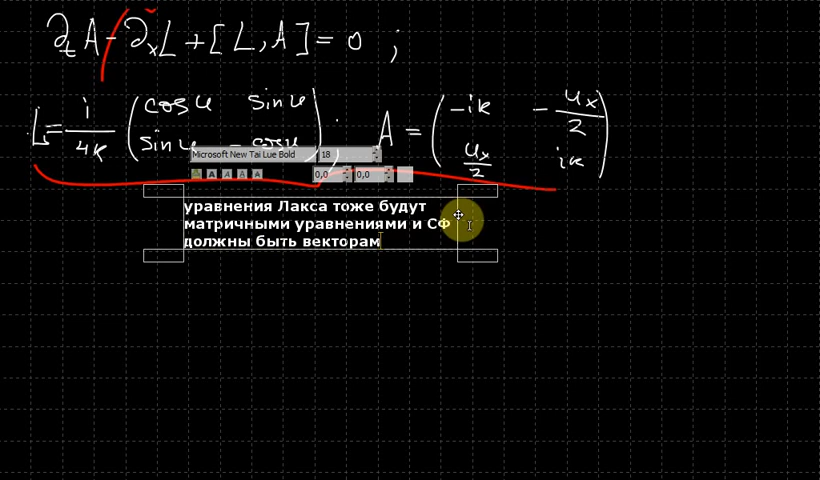 ∂ₜA - ∂ₓL + [L, A] = 0 ;
L = i/4k (cos u sin u ; A = (-ik - uₓ/2
sin u - cos u) uₓ/2 ik)
Microsoft New Tai Lue Bold 18
0,0 0,0
уравнения Лакса тоже будут
матричными уравнениями и СФ
должны быть векторам